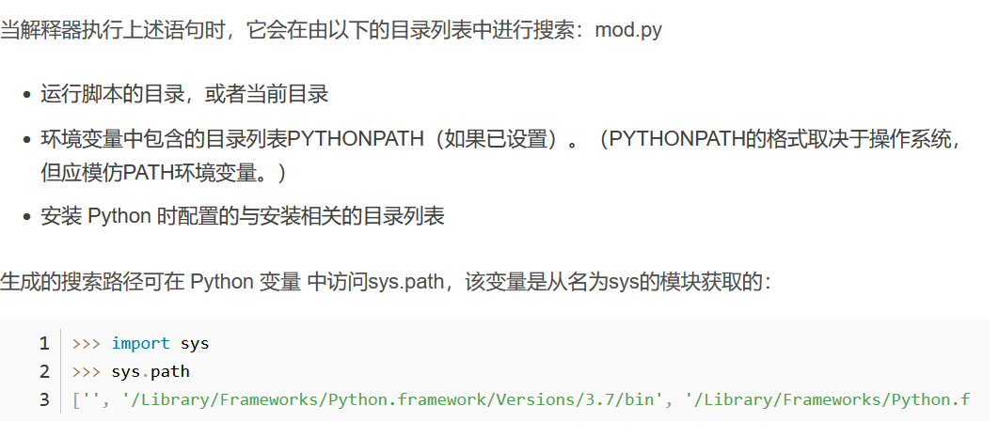 当解释器执行上述语句时，它会在由以下的目录列表中进行搜索：mod.py
运行脚本的目录，或者当前目录
环境变量中包含的目录列表PYTHONPATH（如果已设置）。（PYTHONPATH的格式取决于操作系统，
但应模仿PATH环境变量。）
安装 Python 时配置的与安装相关的目录列表
生成的搜索路径可在 Python 变量 中访问sys.path，该变量是从名为sys的模块获取的：
1 >>> import sys
2 >>> sys.path
3 ['', '/Library/Frameworks/Python.framework/Versions/3.7/bin', '/Library/Frameworks/Python.f